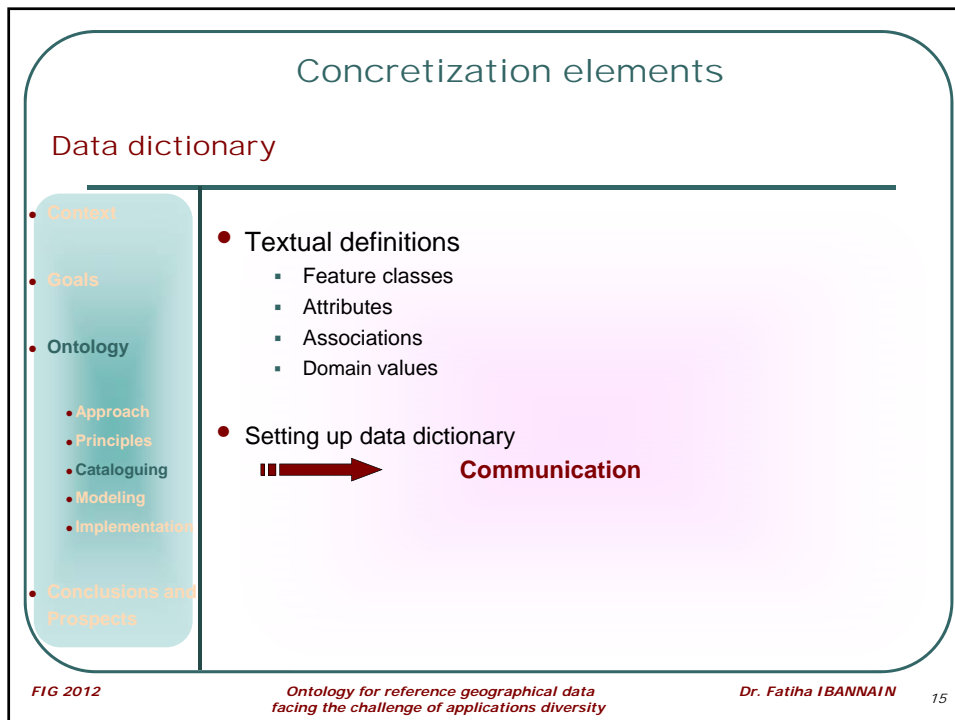 Concretization elements
Data dictionary
• Context
• Goals
• Ontology
• Approach
• Principles
• Cataloguing
• Modeling
• Implementation
• Conclusions and
Prospects
• Textual definitions
▪ Feature classes
▪ Attributes
▪ Associations
▪ Domain values
• Setting up data dictionary
Communication
FIG 2012
Ontology for reference geographical data
facing the challenge of applications diversity
Dr. Fatiha IBANNAIN
15